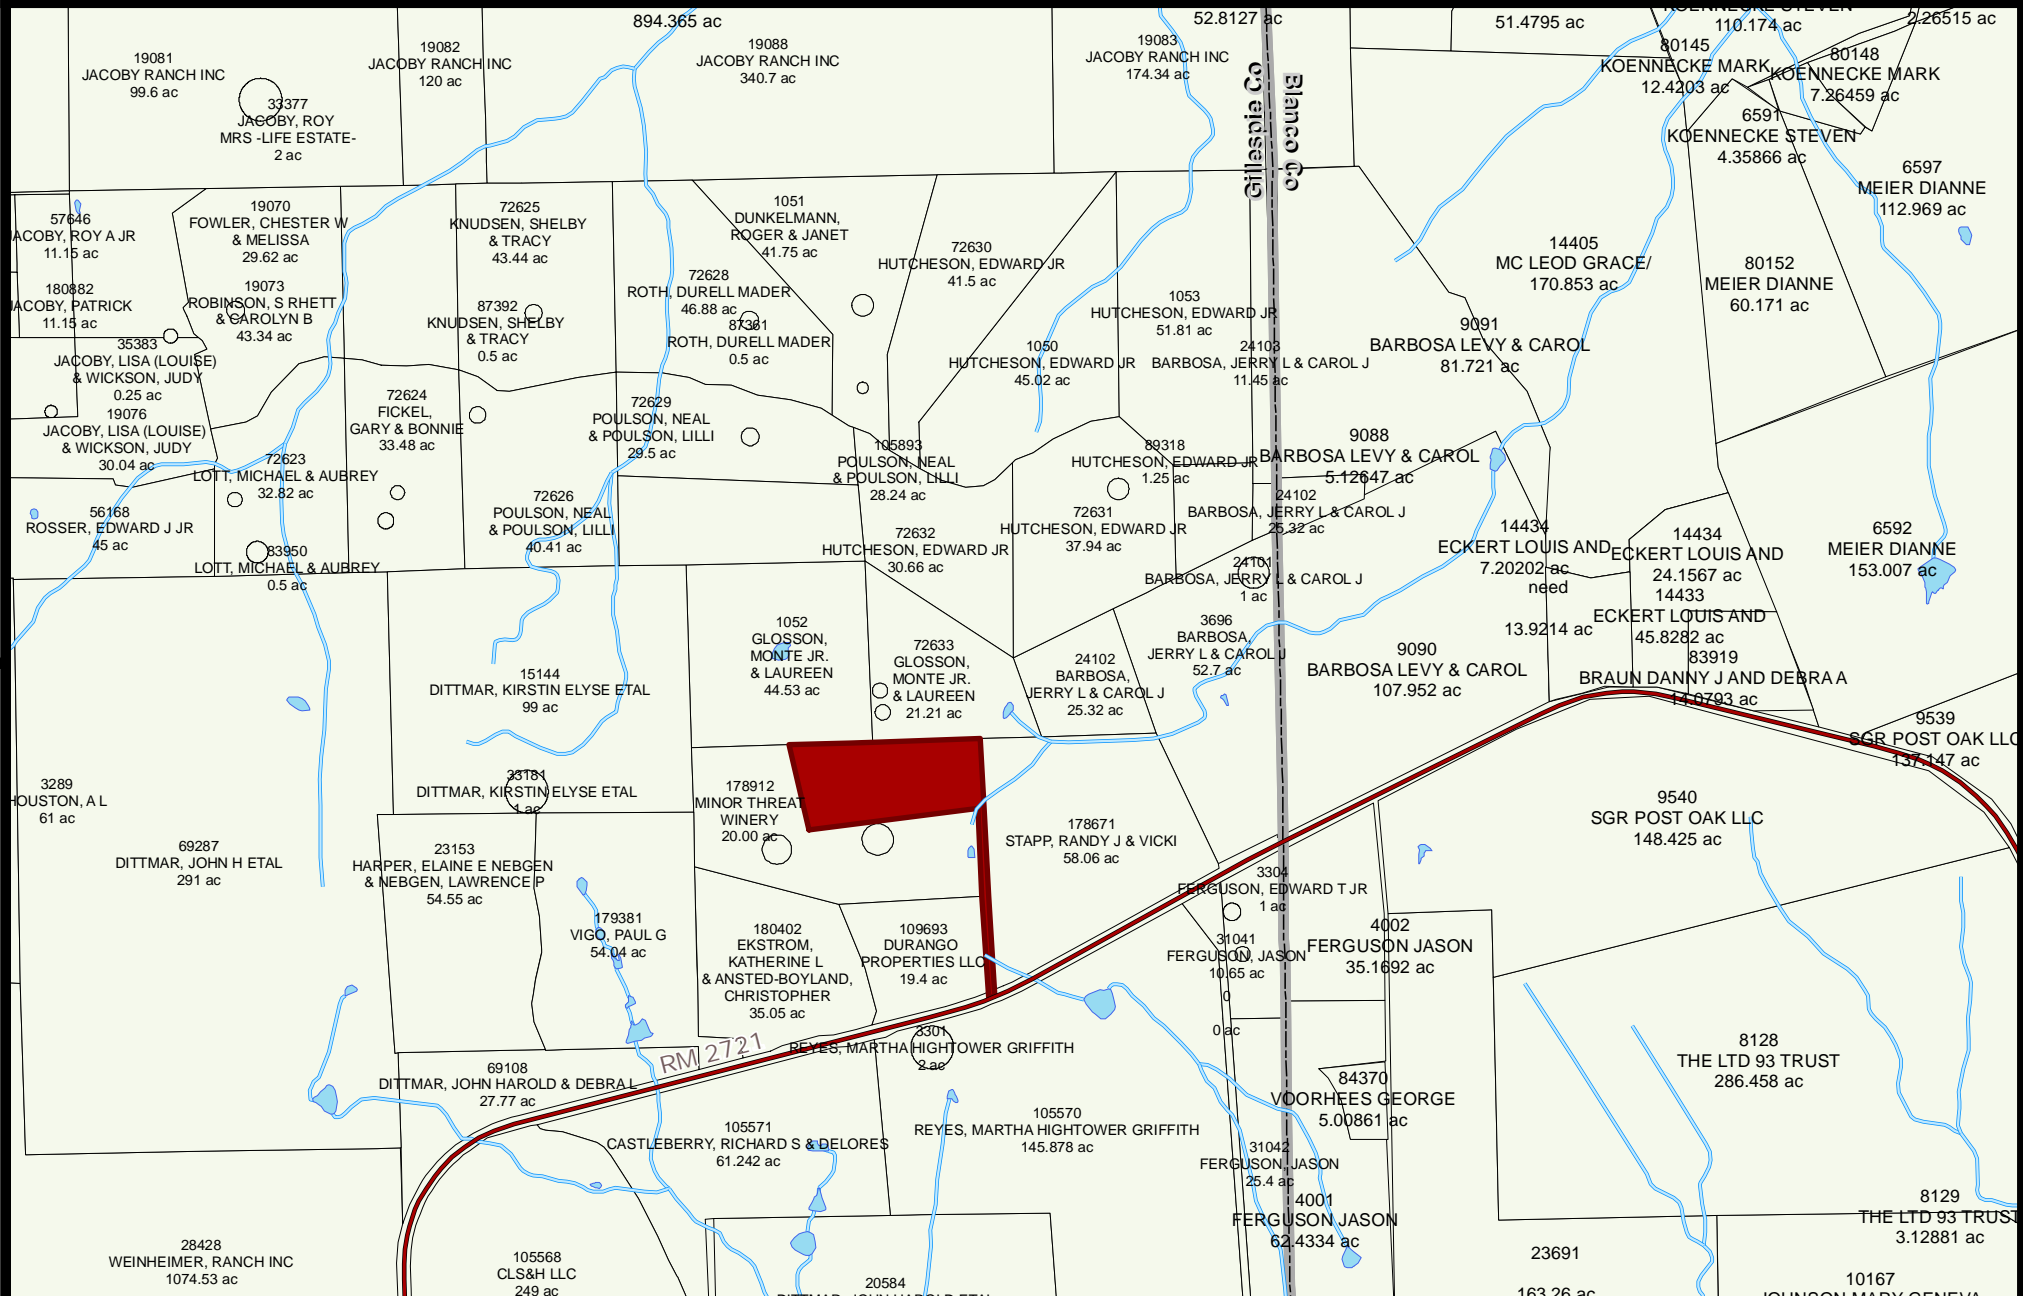 894.365 ac
52.8127 ac
51.4795 ac
KOENNECKE STEVEN
110.174 ac
2.26515 ac
19081
JACOBY RANCH INC
99.6 ac
19082
JACOBY RANCH INC
120 ac
19088
JACOBY RANCH INC
340.7 ac
19083
JACOBY RANCH INC
174.34 ac
Gillespie Co
Blanco Co
80145
KOENNECKE MARK
12.4203 ac
80148
KOENNECKE MARK
7.26459 ac
33377
JACOBY, ROY
MRS -LIFE ESTATE-
2 ac
6591
KOENNECKE STEVEN
4.35866 ac
6597
MEIER DIANNE
112.969 ac
57646
JACOBY, ROY A JR
11.15 ac
19070
FOWLER, CHESTER W
& MELISSA
29.62 ac
72625
KNUDSEN, SHELBY
& TRACY
43.44 ac
1051
DUNKELMANN,
ROGER & JANET
41.75 ac
72630
HUTCHESON, EDWARD JR
41.5 ac
14405
MC LEOD GRACE/
170.853 ac
80152
MEIER DIANNE
60.171 ac
180882
JACOBY, PATRICK
11.15 ac
19073
ROBINSON, S RHETT
& CAROLYN B
43.34 ac
87392
KNUDSEN, SHELBY
& TRACY
0.5 ac
72628
ROTH, DURELL MADER
46.88 ac
87361
ROTH, DURELL MADER
0.5 ac
1053
HUTCHESON, EDWARD JR
51.81 ac
1050
HUTCHESON, EDWARD JR
45.02 ac
24103
BARBOSA, JERRY L & CAROL J
11.45 ac
9091
BARBOSA LEVY & CAROL
81.721 ac
35383
JACOBY, LISA (LOUISE)
& WICKSON, JUDY
0.25 ac
19076
JACOBY, LISA (LOUISE)
& WICKSON, JUDY
30.04 ac
72624
FICKEL,
GARY & BONNIE
33.48 ac
72629
POULSON, NEAL
& POULSON, LILLI
29.5 ac
105893
POULSON, NEAL
& POULSON, LILLI
28.24 ac
89318
HUTCHESON, EDWARD JR
1.25 ac
9088
BARBOSA LEVY & CAROL
5.12647 ac
72623
LOTT, MICHAEL & AUBREY
32.82 ac
56168
ROSSER, EDWARD J JR
45 ac
72626
POULSON, NEAL
& POULSON, LILLI
40.41 ac
72632
HUTCHESON, EDWARD JR
30.66 ac
72631
HUTCHESON, EDWARD JR
37.94 ac
24102
BARBOSA, JERRY L & CAROL J
25.32 ac
14434
ECKERT LOUIS AND
7.20202 ac
need
14434
ECKERT LOUIS AND
24.1567 ac
6592
MEIER DIANNE
153.007 ac
83950
LOTT, MICHAEL & AUBREY
0.5 ac
24101
BARBOSA, JERRY L & CAROL J
1 ac
14433
ECKERT LOUIS AND
45.8282 ac
13.9214 ac
1052
GLOSSON,
MONTE JR.
& LAUREEN
44.53 ac
72633
GLOSSON,
MONTE JR.
& LAUREEN
21.21 ac
24102
BARBOSA,
JERRY L & CAROL J
25.32 ac
3696
BARBOSA,
JERRY L & CAROL J
52.7 ac
9090
BARBOSA LEVY & CAROL
107.952 ac
83919
BRAUN DANNY J AND DEBRA A
14.0793 ac
15144
DITTMAR, KIRSTIN ELYSE ETAL
99 ac
9539
SGR POST OAK LLC
137.147 ac
3289
HOUSTON, A L
61 ac
33181
DITTMAR, KIRSTIN ELYSE ETAL
1 ac
178912
MINOR THREAT
WINERY
20.00 ac
178671
STAPP, RANDY J & VICKI
58.06 ac
9540
SGR POST OAK LLC
148.425 ac
69287
DITTMAR, JOHN H ETAL
291 ac
23153
HARPER, ELAINE E NEBGEN
& NEBGEN, LAWRENCE P
54.55 ac
3304
FERGUSON, EDWARD T JR
1 ac
179381
VIGO, PAUL G
54.04 ac
180402
EKSTROM,
KATHERINE L
& ANSTED-BOYLAND,
CHRISTOPHER
35.05 ac
109693
DURANGO
PROPERTIES LLC
19.4 ac
31041
FERGUSON, JASON
10.65 ac
4002
FERGUSON JASON
35.1692 ac
0
0 ac
RM 2721
3301
REYES, MARTHA HIGHTOWER GRIFFITH
2 ac
8128
THE LTD 93 TRUST
286.458 ac
69108
DITTMAR, JOHN HAROLD & DEBRA L
27.77 ac
84370
VOORHEES GEORGE
5.00861 ac
105571
CASTLEBERRY, RICHARD S & DELORES
61.242 ac
105570
REYES, MARTHA HIGHTOWER GRIFFITH
145.878 ac
31042
FERGUSON, JASON
25.4 ac
4001
FERGUSON JASON
62.4334 ac
8129
THE LTD 93 TRUST
3.12881 ac
28428
WEINHEIMER, RANCH INC
1074.53 ac
105568
CLS&H LLC
249 ac
20584
DITTMAR, JOHN HAROLD ETAL
23691
163.26 ac
10167
JOHNSON MARY GENEVA